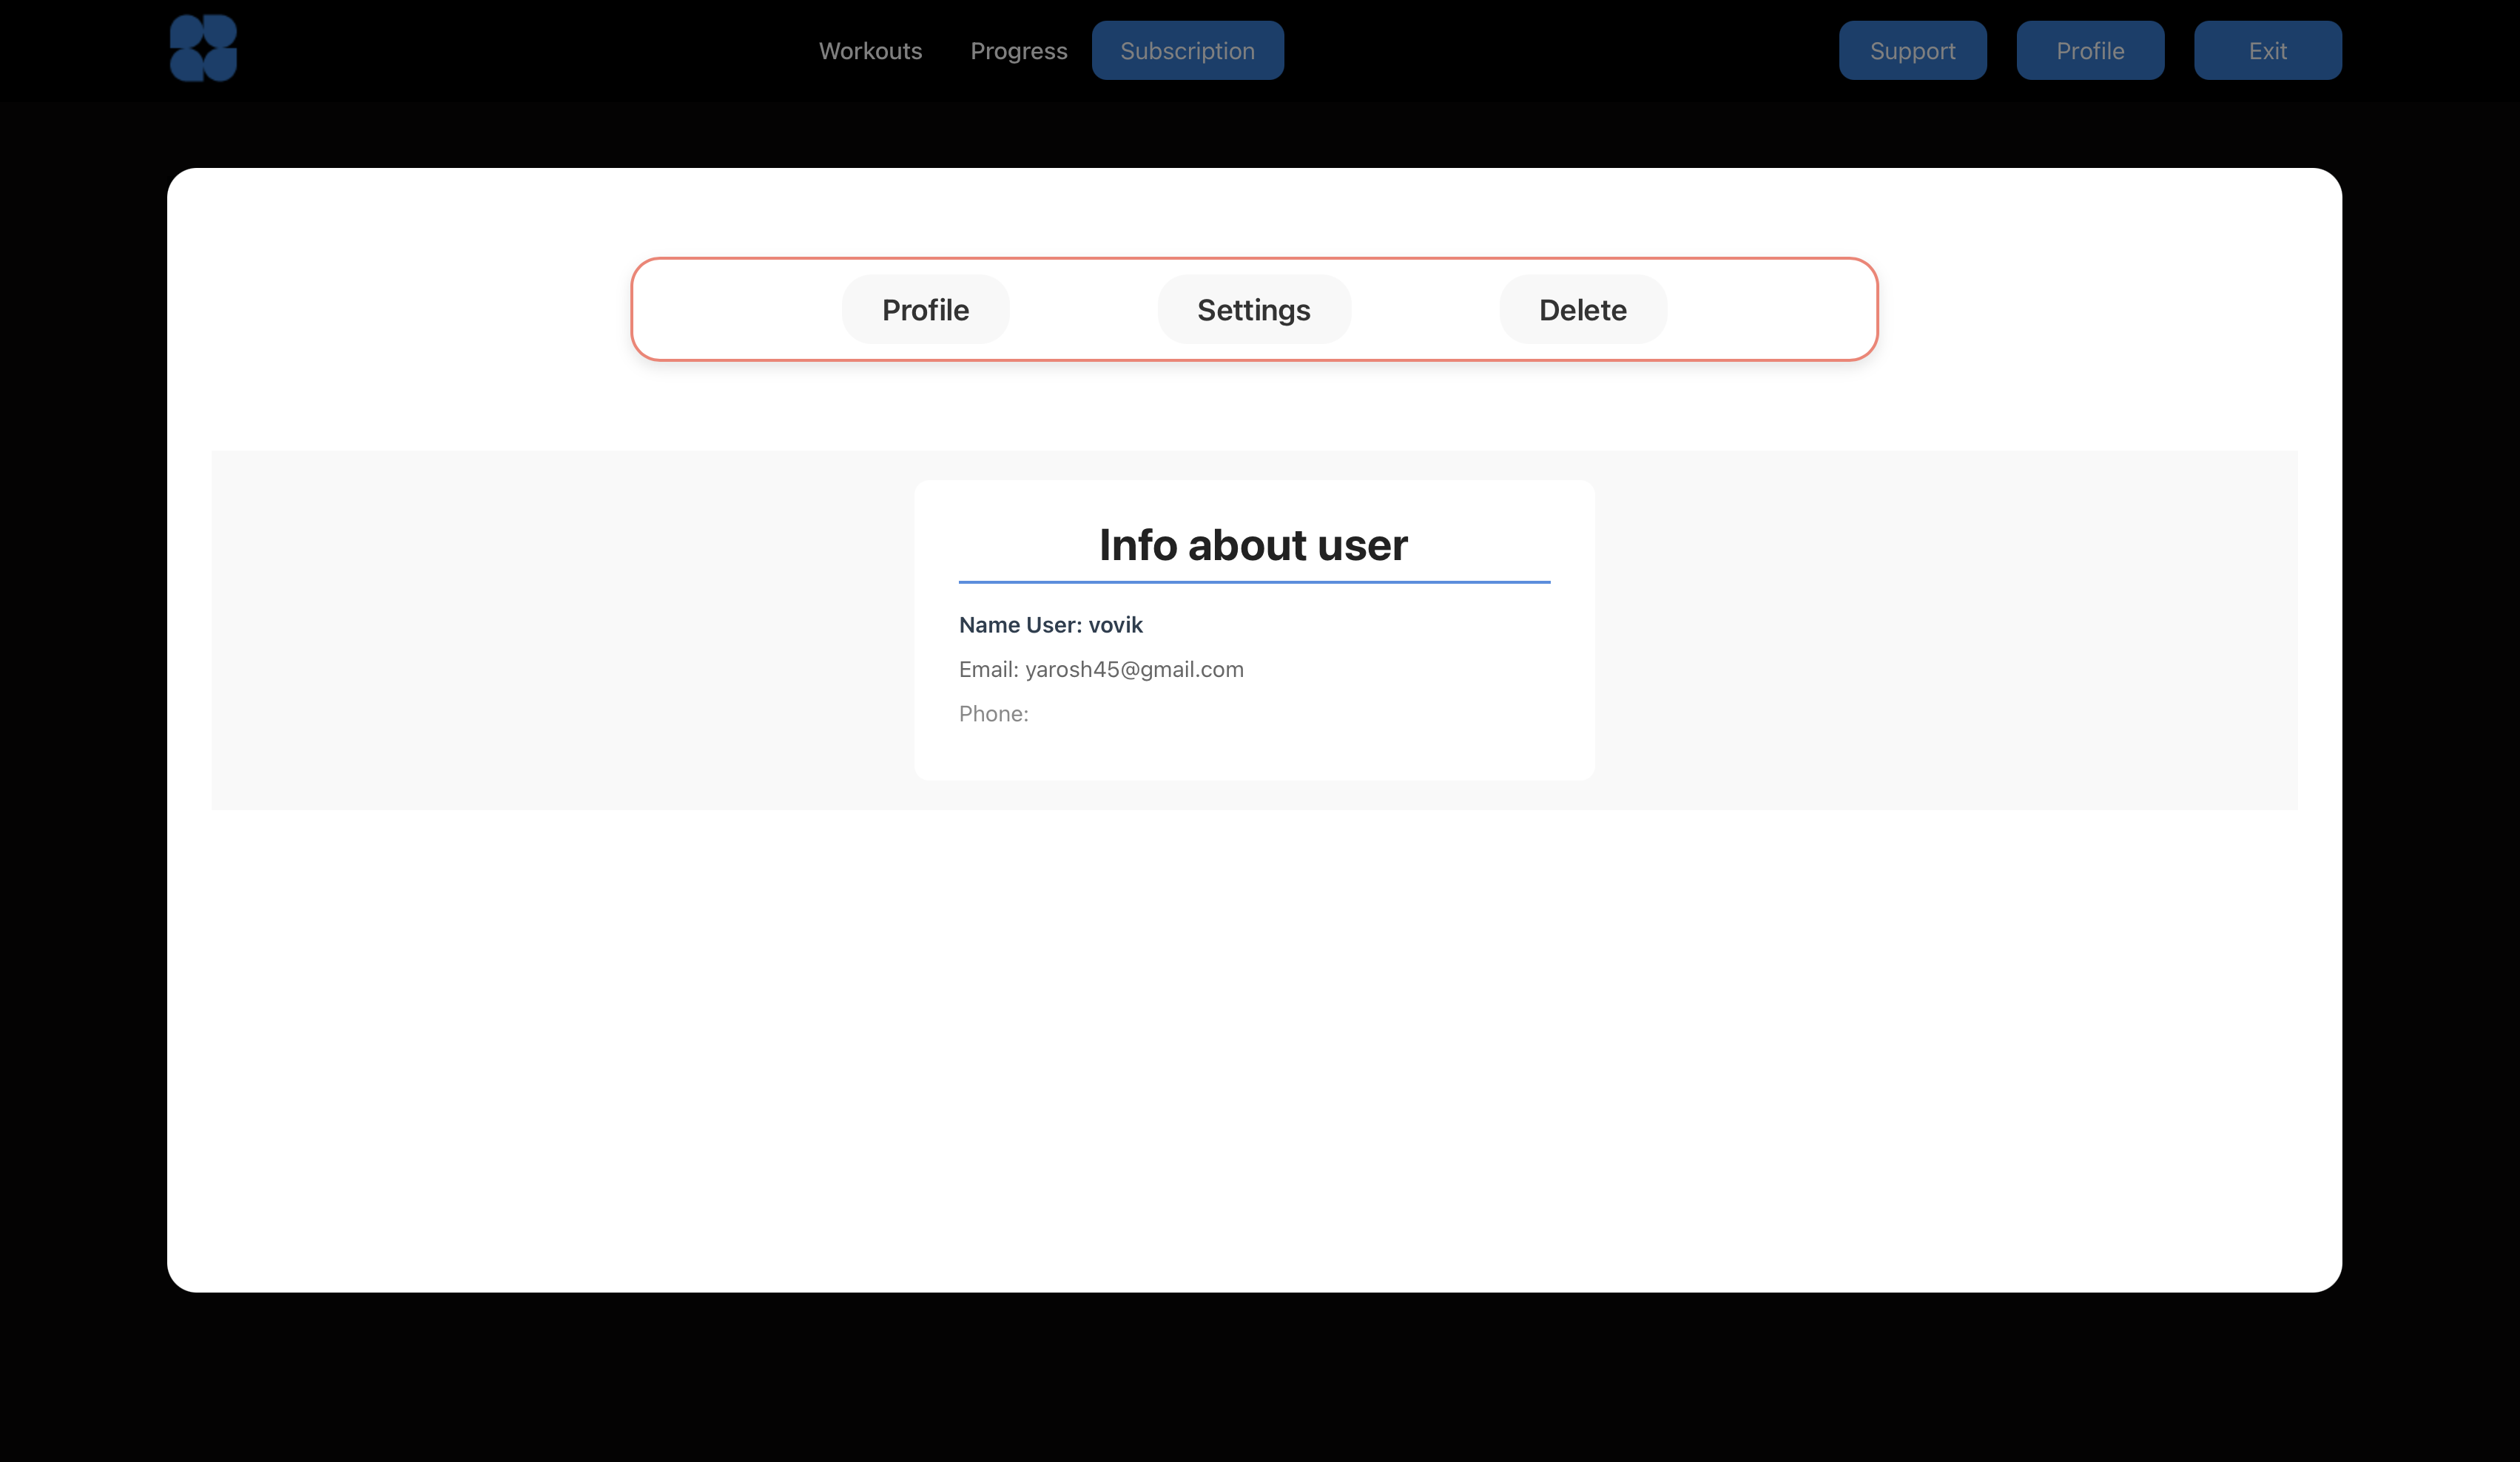 Workouts Progress Subscription Support Profile Exit
Profile Settings Delete
Info about user
Name User: vovik
Email: yarosh45@gmail.com
Phone: